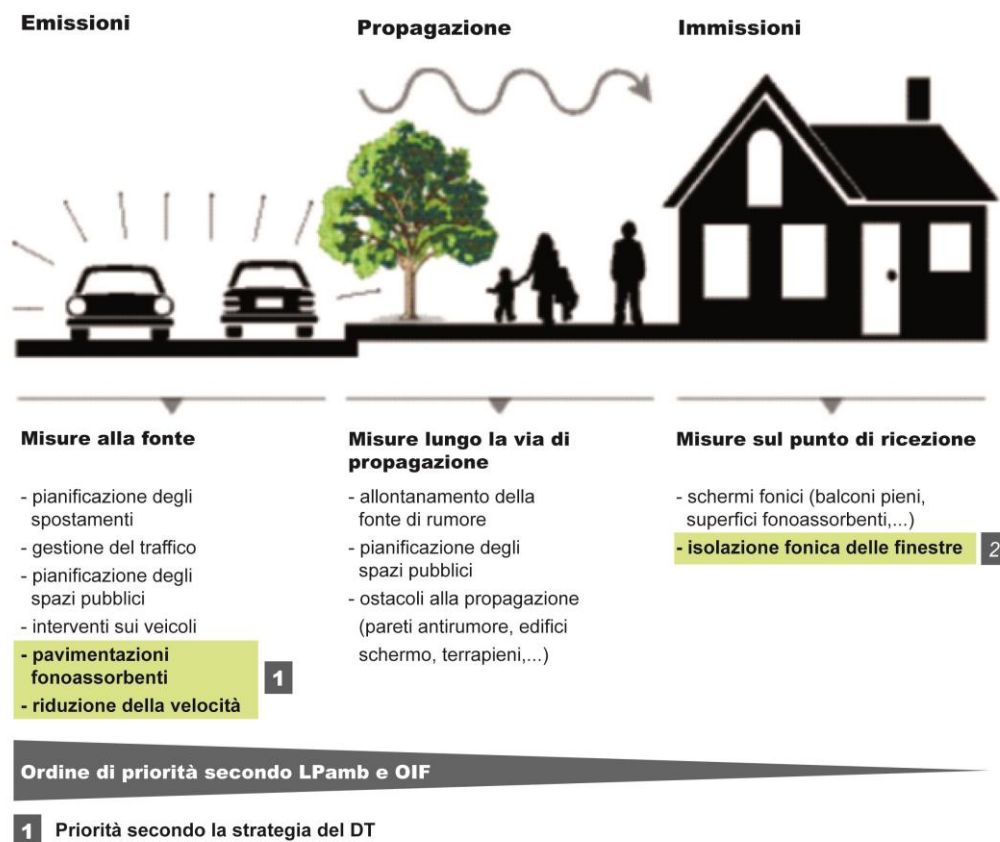 Emissioni
Propagazione
Immissioni
Misure alla fonte
- pianificazione degli
spostamenti
- gestione del traffico
- pianificazione degli
spazi pubblici
- interventi sui veicoli
- pavimentazioni
fonoassorbenti
- riduzione della velocità
1
Misure lungo la via di
propagazione
- allontanamento della
fonte di rumore
- pianificazione degli
spazi pubblici
- ostacoli alla propagazione
(pareti antirumore, edifici
schermo, terrapieni,...)
Misure sul punto di ricezione
- schermi fonici (balconi pieni,
superfici fonoassorbenti,...)
- isolazione fonica delle finestre
2
Ordine di priorità secondo LPamb e OIF
1 Priorità secondo la strategia del DT